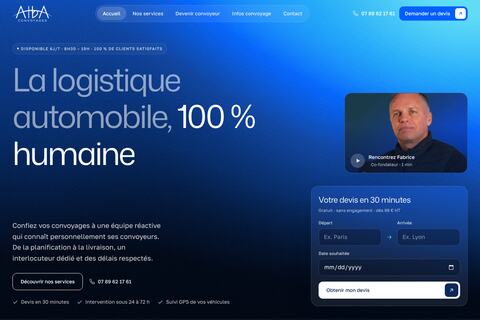 AtbA
CONVOYAGES
Accueil
Nos services
Devenir convoyeur
Infos convoyage
Contact
07 89 62 17 61
Demander un devis
DISPONIBLE 6J/7 · 8H30 – 19H · 100 % DE CLIENTS SATISFAITS
La logistique
automobile, 100 %
humaine
Rencontrez Fabrice
Co-fondateur · 1 min
Confiez vos convoyages à une équipe réactive
qui connaît personnellement ses convoyeurs.
De la planification à la livraison, un
interlocuteur dédié et des délais respectés.
Découvrir nos services
07 89 62 17 61
Devis en 30 minutes
Intervention sous 24 à 72 h
Suivi GPS de vos véhicules
Votre devis en 30 minutes
Gratuit · sans engagement · dès 99 € HT
Départ
Arrivée
Ex. Paris
Ex. Lyon
Date souhaitée
mm/dd/yyyy
Obtenir mon devis